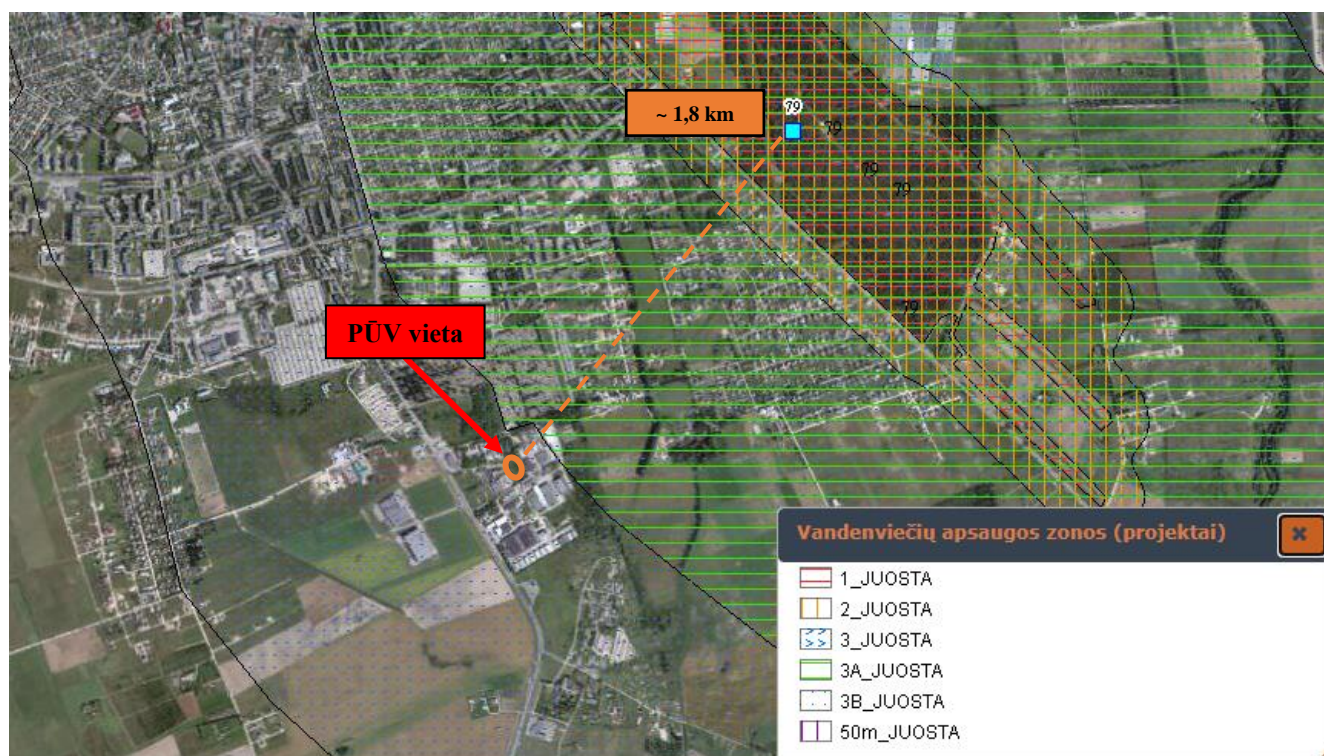 ~ 1,8 km
79
79
79
79
79
PŪV vieta
Vandenviečių apsaugos zonos (projektai)
1_JUOSTA
2_JUOSTA
3_JUOSTA
3A_JUOSTA
3B_JUOSTA
50m_JUOSTA